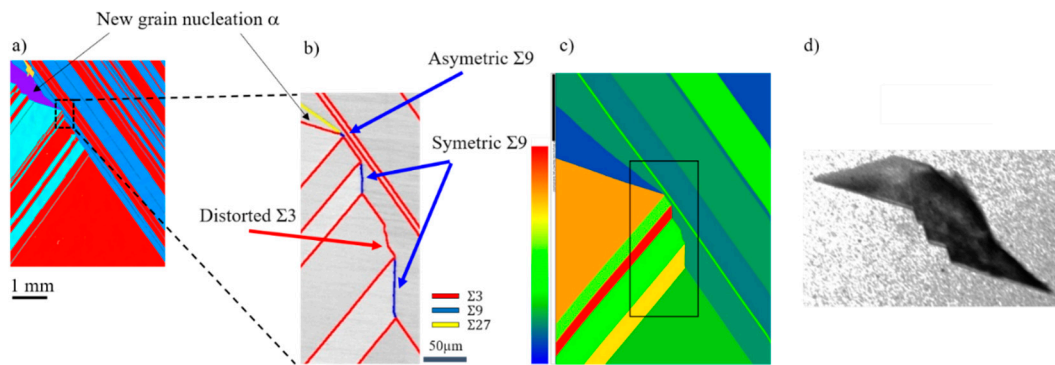 New grain nucleation α
a)
b)
c)
d)
Asymetric Σ9
Symetric Σ9
Distorted Σ3
Σ3
Σ9
Σ27
1 mm
50µm